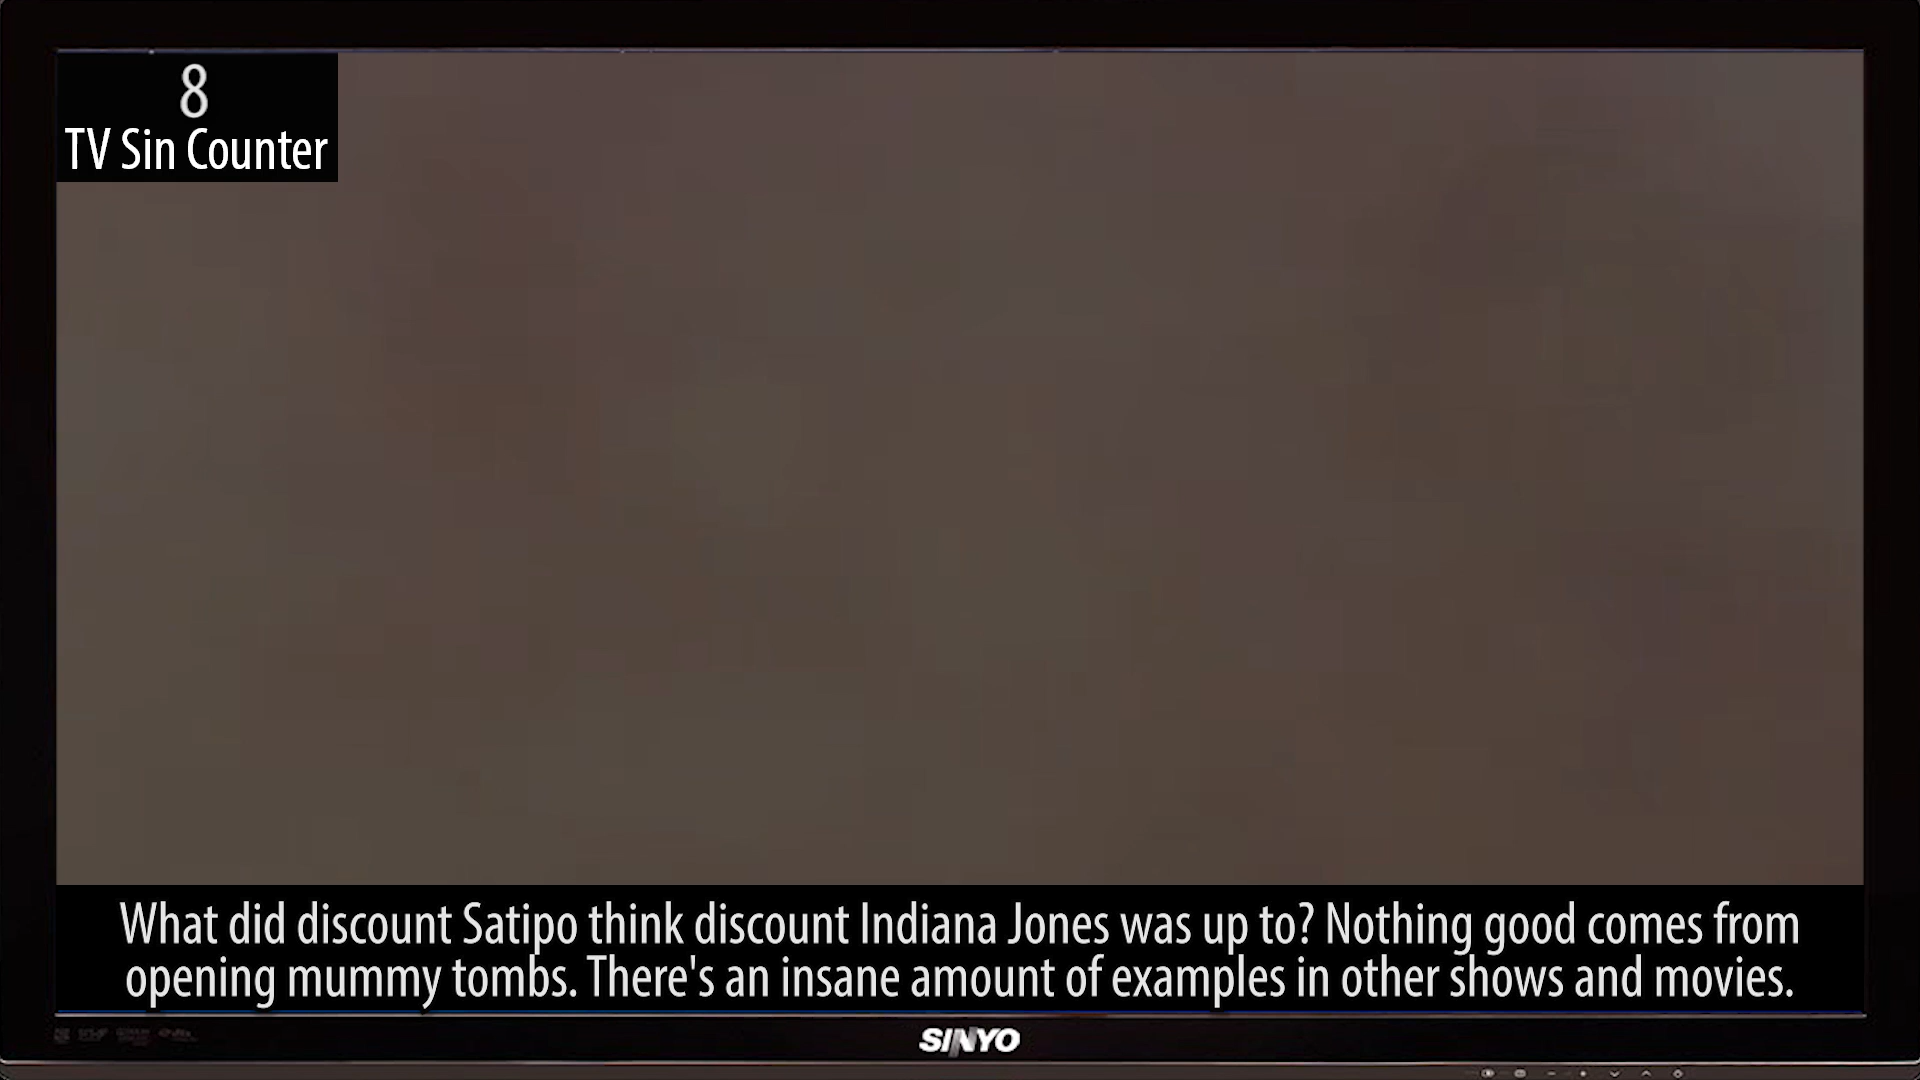 8
TV Sin Counter
What did discount Satipo think discount Indiana Jones was up to? Nothing good comes from
opening mummy tombs. There's an insane amount of examples in other shows and movies.
SINYO